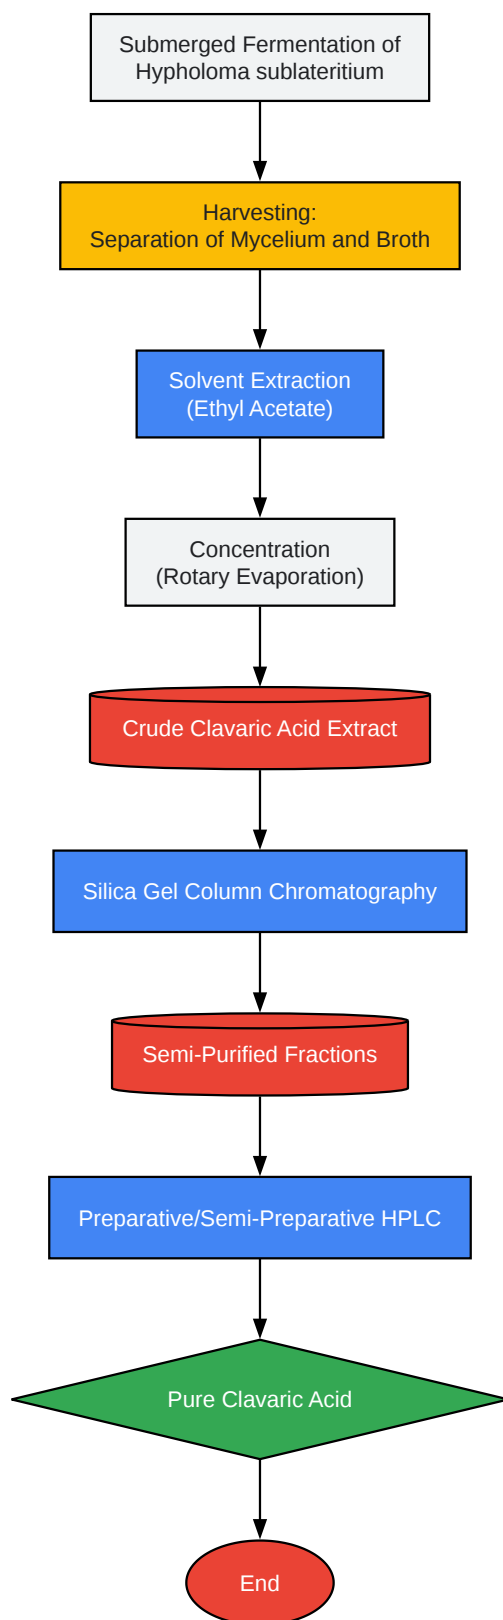 Submerged Fermentation of
Hypholoma sublateritium
Harvesting:
Separation of Mycelium and Broth
Solvent Extraction
(Ethyl Acetate)
Concentration
(Rotary Evaporation)
Crude Clavaric Acid Extract
Silica Gel Column Chromatography
Semi-Purified Fractions
Preparative/Semi-Preparative HPLC
Pure Clavaric Acid
End